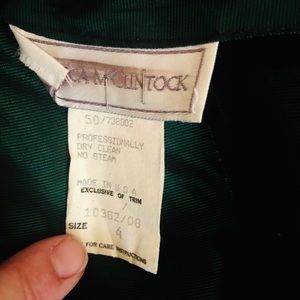 CA McCLINTOCK
50/738002
PROFESSIONALLY
DRY CLEAN
NO STEAM
MADE IN U.S.A
EXCLUSIVE OF TRIM
10362/08
SIZE 4
FOR CARE INSTRUCTIONS